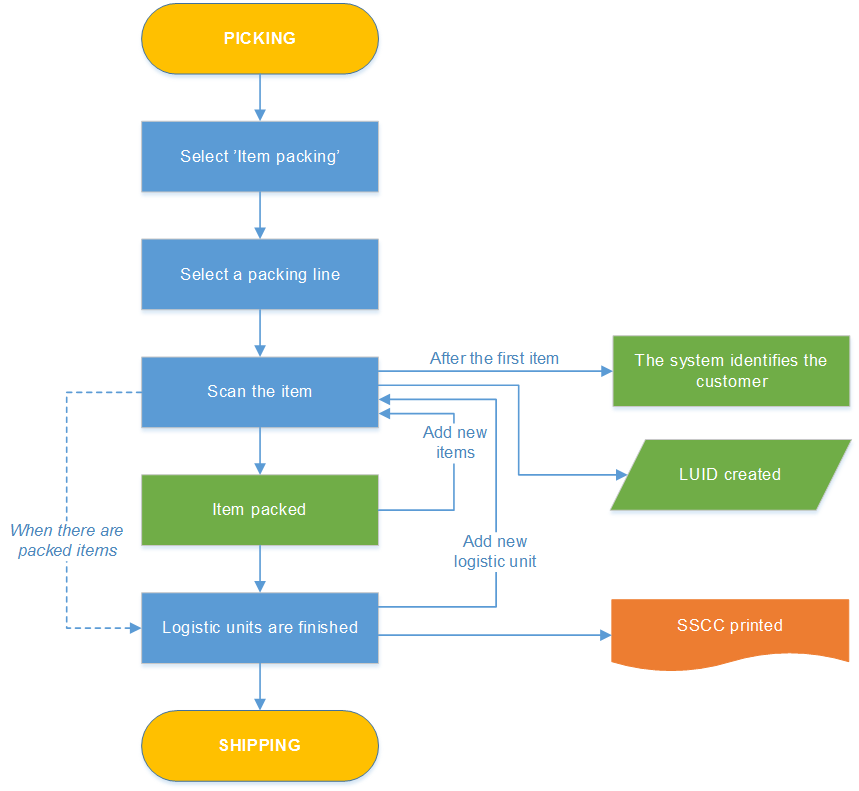 PICKING
Select ’Item packing’
Select a packing line
After the first item
The system identifies the
customer
Scan the item
Add new
items
LUID created
Item packed
When there are
packed items
Add new
logistic unit
Logistic units are finished
SSCC printed
SHIPPING